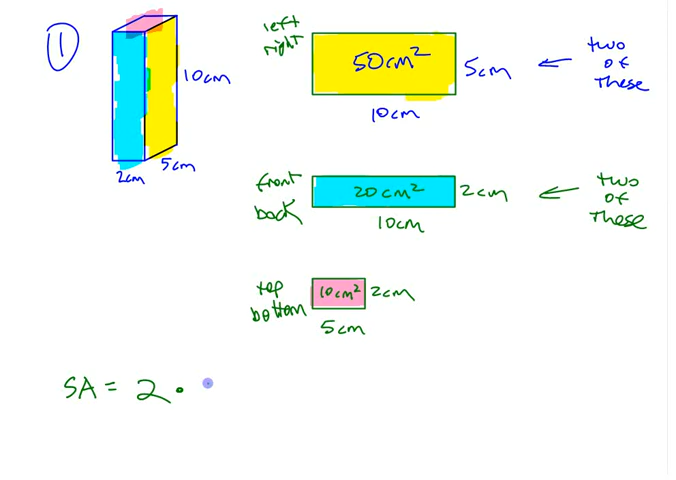 1
10cm
5cm
2cm
left
right
50cm²
5cm
10cm
← two
of
these
front
back
20cm²
2cm
10cm
← two
of
these
top
bottom
10cm²
2cm
5cm
SA = 2 •